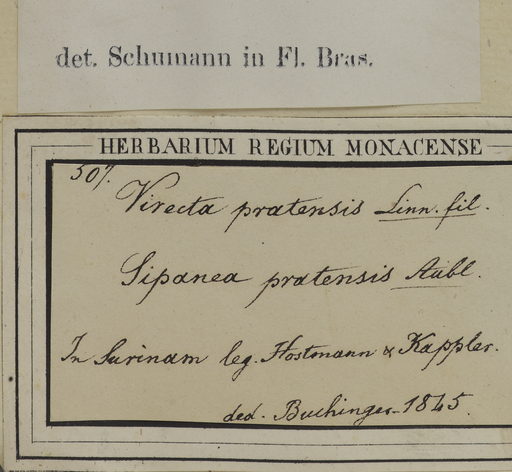 det. Schumann in Fl. Bras.
HERBARIUM REGIUM MONACENSE
507.
Virecta pratensis Linn. fil.
Sipanea pratensis Aubl.
In Surinam leg. Hostmann & Kappler.
ded. Buchinger 1845.